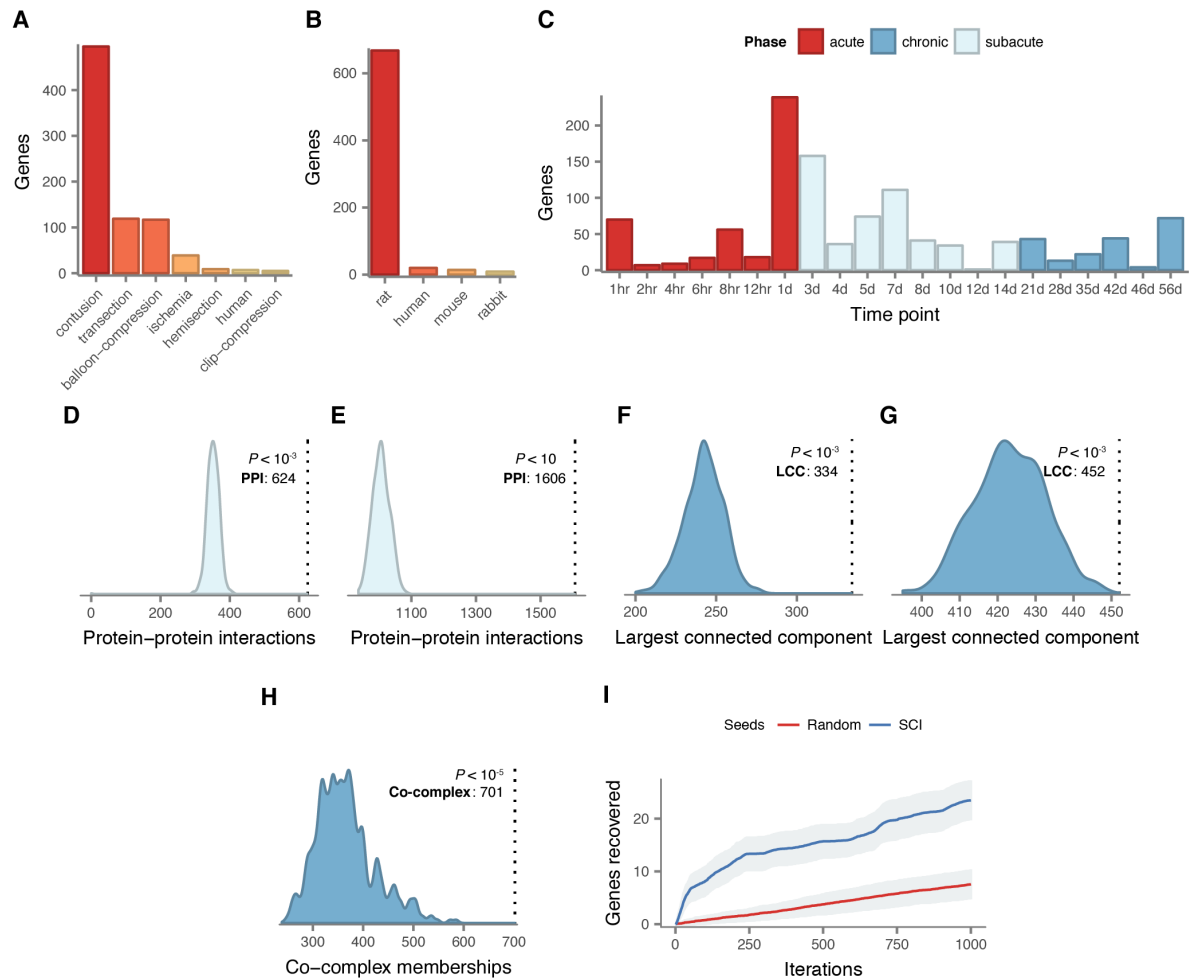 A
Genes
400
300
200
100
0
contusion
transection
balloon−compression
ischemia
hemisection
human
clip−compression
B
Genes
600
400
200
0
rat
human
mouse
rabbit
C
Phase acute chronic subacute
Genes
200
150
100
50
0
1hr 2hr 4hr 6hr 8hr 12hr 1d 3d 4d 5d 7d 8d 10d 12d 14d 21d 28d 35d 42d 46d 56d
Time point
D
P < 10⁻³
PPI: 624
0 200 400 600
Protein−protein interactions
E
P < 10
PPI: 1606
1100 1300 1500
Protein−protein interactions
F
P < 10⁻³
LCC: 334
200 250 300
Largest connected component
G
P < 10⁻³
LCC: 452
400 410 420 430 440 450
Largest connected component
H
P < 10⁻⁵
Co-complex: 701
300 400 500 600 700
Co−complex memberships
I
Seeds Random SCI
Genes recovered
20
10
0
0 250 500 750 1000
Iterations